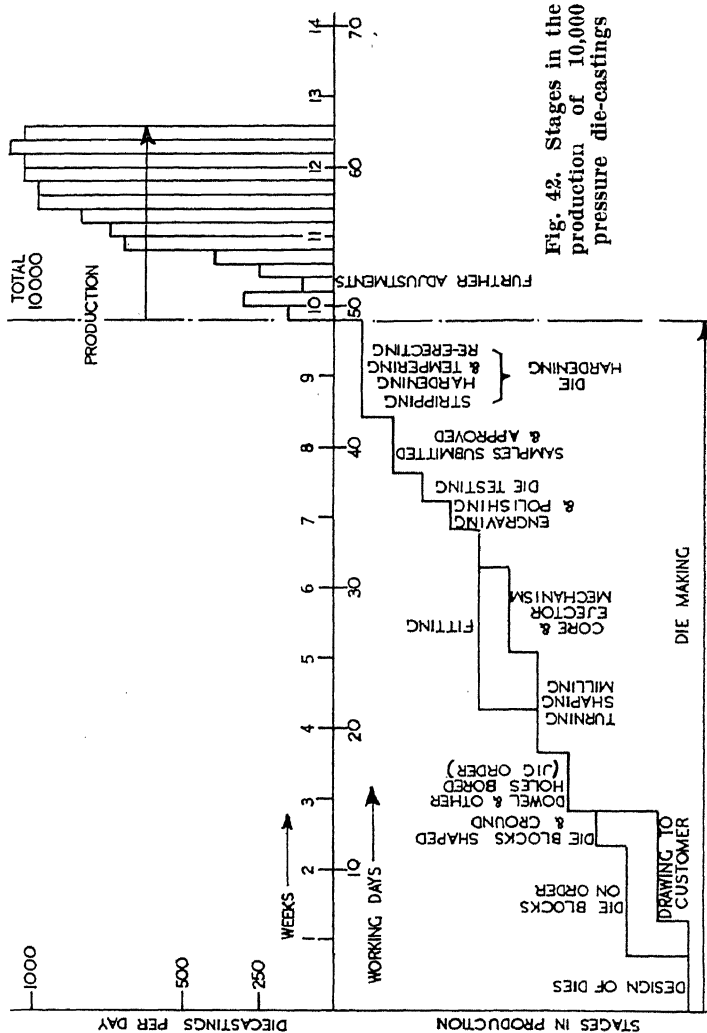 STAGES IN PRODUCTION
DIECASTINGS PER DAY
1000
500
250
TOTAL
10000
PRODUCTION
WEEKS
1
2
3
4
5
6
7
8
9
10
11
12
13
14
WORKING DAYS
10
20
30
40
50
60
70
DESIGN OF DIES
DRAWING TO
CUSTOMER
DIE BLOCKS
ON ORDER
DIE BLOCKS SHAPED
& GROUND
DOWEL & OTHER
HOLES BORED
(JIG ORDER)
TURNING
SHAPING
MILLING
CORE &
EJECTOR
MECHANISM
FITTING
ENGRAVING
& POLISHING
DIE TESTING
SAMPLES SUBMITTED
& APPROVED
STRIPPING
HARDENING
& TEMPERING
RE-ERECTING
DIE
HARDENING
FURTHER ADJUSTMENTS
DIE MAKING
Fig. 42. Stages in the
production of 10,000
pressure die-castings